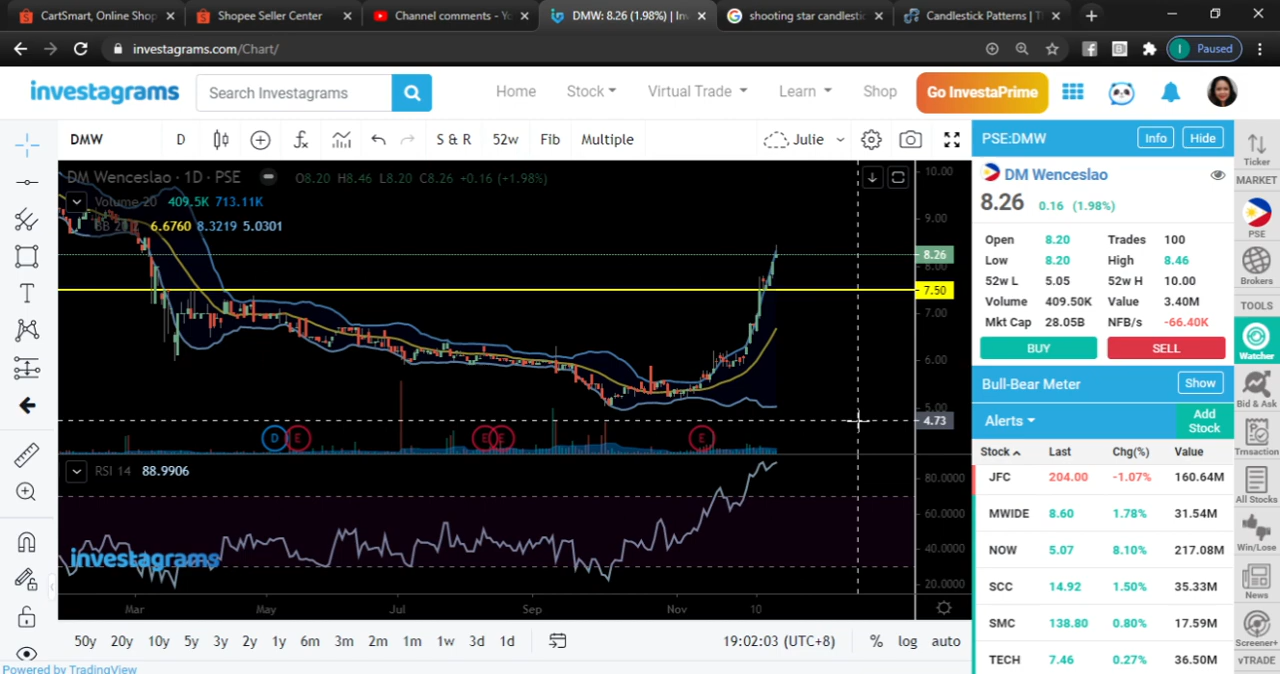 CartSmart, Online Shop
Shopee Seller Center
Channel comments - Yo
DMW: 8.26 (1.98%) | In
shooting star candlesti
Candlestick Patterns | T
investagrams.com/Chart/
I Paused
investagrams
Search Investagrams
Home
Stock
Virtual Trade
Learn
Shop
Go InvestaPrime
DMW
D
S & R
52w
Fib
Multiple
Julie
DM Wenceslao · 1D · PSE
O8.20 H8.46 L8.20 C8.26 +0.16 (+1.98%)
Volume 20 409.5K 713.11K
BB 20 2 6.6760 8.3219 5.0301
10.00
9.00
8.26
8.00
7.50
7.00
6.00
5.00
4.73
D E E E E
RSI 14 88.9906
80.0000
60.0000
40.0000
20.0000
investagrams
Mar May Jul Sep Nov 10
50y 20y 10y 5y 3y 2y 1y 6m 3m 2m 1m 1w 3d 1d
19:02:03 (UTC+8)
% log auto
Powered by TradingView
PSE:DMW
Info
Hide
DM Wenceslao
8.26 0.16 (1.98%)
Open 8.20 Trades 100
Low 8.20 High 8.46
52w L 5.05 52w H 10.00
Volume 409.50K Value 3.40M
Mkt Cap 28.05B NFB/s -66.40K
BUY
SELL
Bull-Bear Meter
Show
Alerts
Add
Stock
Stock Last Chg(%) Value
JFC 204.00 -1.07% 160.64M
MWIDE 8.60 1.78% 31.54M
NOW 5.07 8.10% 217.08M
SCC 14.92 1.50% 35.33M
SMC 138.80 0.80% 17.59M
TECH 7.46 0.27% 36.50M
Ticker
MARKET
PSE
Brokers
TOOLS
Watcher
Bid & Ask
Trnsaction
All Stocks
Win/Lose
News
Screener+
vTRADE